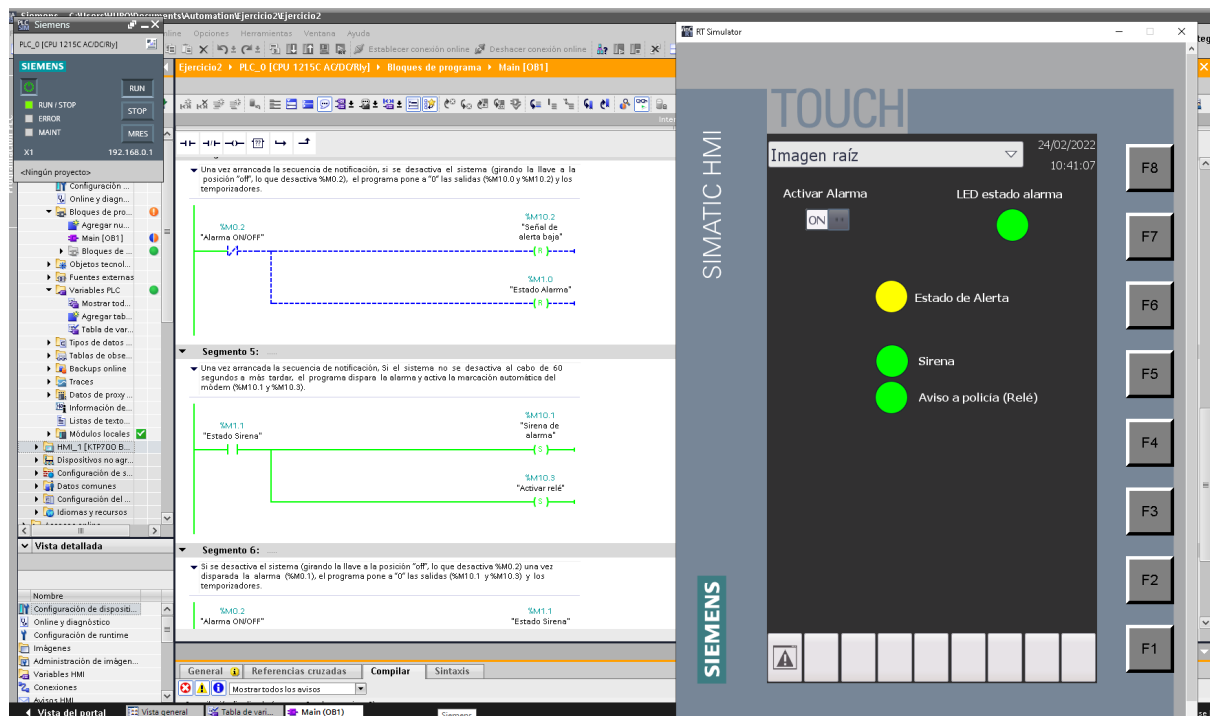 Siemens - C:\Users\HUPO\Documents\Automation\Ejercicio2\Ejercicio2
Siemens
PLC_0 [CPU 1215C AC/DC/Rly]
SIEMENS
RUN
RUN / STOP
STOP
ERROR
MAINT
MRES
X1
192.168.0.1
<Ningún proyecto>
Opciones Herramientas Ventana Ayuda
Establecer conexión online
Deshacer conexión online
Ejercicio2 ▸ PLC_0 [CPU 1215C AC/DC/Rly] ▸ Bloques de programa ▸ Main [OB1]
Configuración ...
Online y diagn...
Bloques de pro...
Agregar nu...
Main [OB1]
Bloques de ...
Objetos tecnol...
Fuentes externas
Variables PLC
Mostrar tod...
Agregar tab...
Tabla de var...
Tipos de datos ...
Tablas de obse...
Backups online
Traces
Datos de proxy ...
Información de...
Listas de texto...
Módulos locales
HMI_1 [KTP700 B...
Dispositivos no agr...
Configuración de s...
Datos comunes
Configuración del ...
Idiomas y recursos
Vista detallada
Nombre
Configuración de dispositi...
Online y diagnóstico
Configuración de runtime
Imágenes
Administración de imágen...
Variables HMI
Conexiones
Avisos HMI
Una vez arrancada la secuencia de notificación, si se desactiva el sistema (girando la llave a la
posición "off", lo que desactiva %M0.2), el programa pone a "0" las salidas (%M10.0 y %M10.2) y los
temporizadores.
%M0.2
"Alarma ON/OFF"
%M10.2
"Señal de
alerta baja"
R
%M1.0
"Estado Alarma"
R
Segmento 5:
Una vez arrancada la secuencia de notificación, Si el sistema no se desactiva al cabo de 60
segundos a más tardar, el programa dispara la alarma y activa la marcación automática del
módem (%M10.1 y %M10.3).
%M1.1
"Estado Sirena"
%M10.1
"Sirena de
alarma"
S
%M10.3
"Activar relé"
S
Segmento 6:
Si se desactiva el sistema (girando la llave a la posición "off", lo que desactiva %M0.2) una vez
disparada la alarma (%M0.1), el programa pone a "0" las salidas (%M10.1 y %M10.3) y los
temporizadores.
%M0.2
"Alarma ON/OFF"
%M1.1
"Estado Sirena"
General
Referencias cruzadas
Compilar
Sintaxis
Mostrar todos los avisos
Vista del portal
Vista general
Tabla de vari...
Main (OB1)
Siemens
RT Simulator
TOUCH
SIMATIC HMI
SIEMENS
Imagen raíz
24/02/2022
10:41:07
Activar Alarma
LED estado alarma
ON
Estado de Alerta
Sirena
Aviso a policía (Relé)
F8
F7
F6
F5
F4
F3
F2
F1